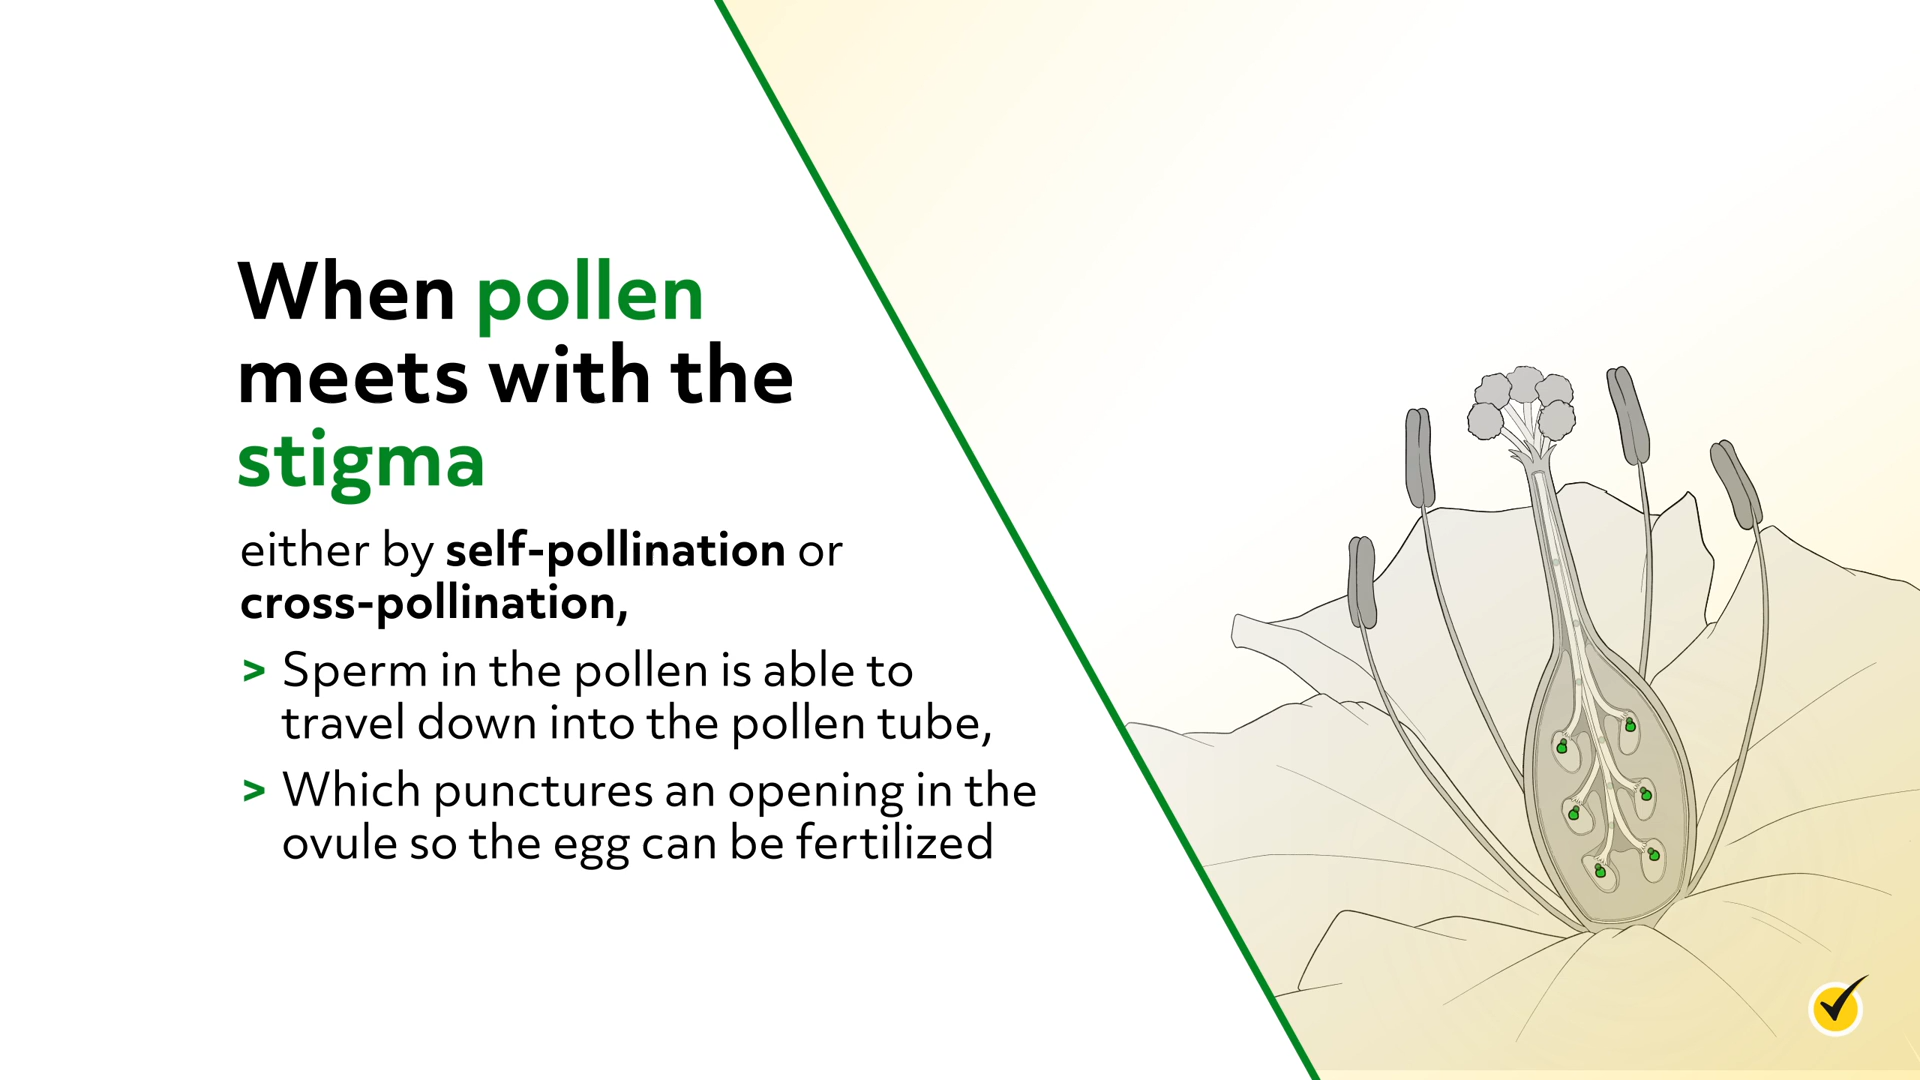 When pollen
meets with the
stigma
either by self-pollination or
cross-pollination,
> Sperm in the pollen is able to
travel down into the pollen tube,
> Which punctures an opening in the
ovule so the egg can be fertilized